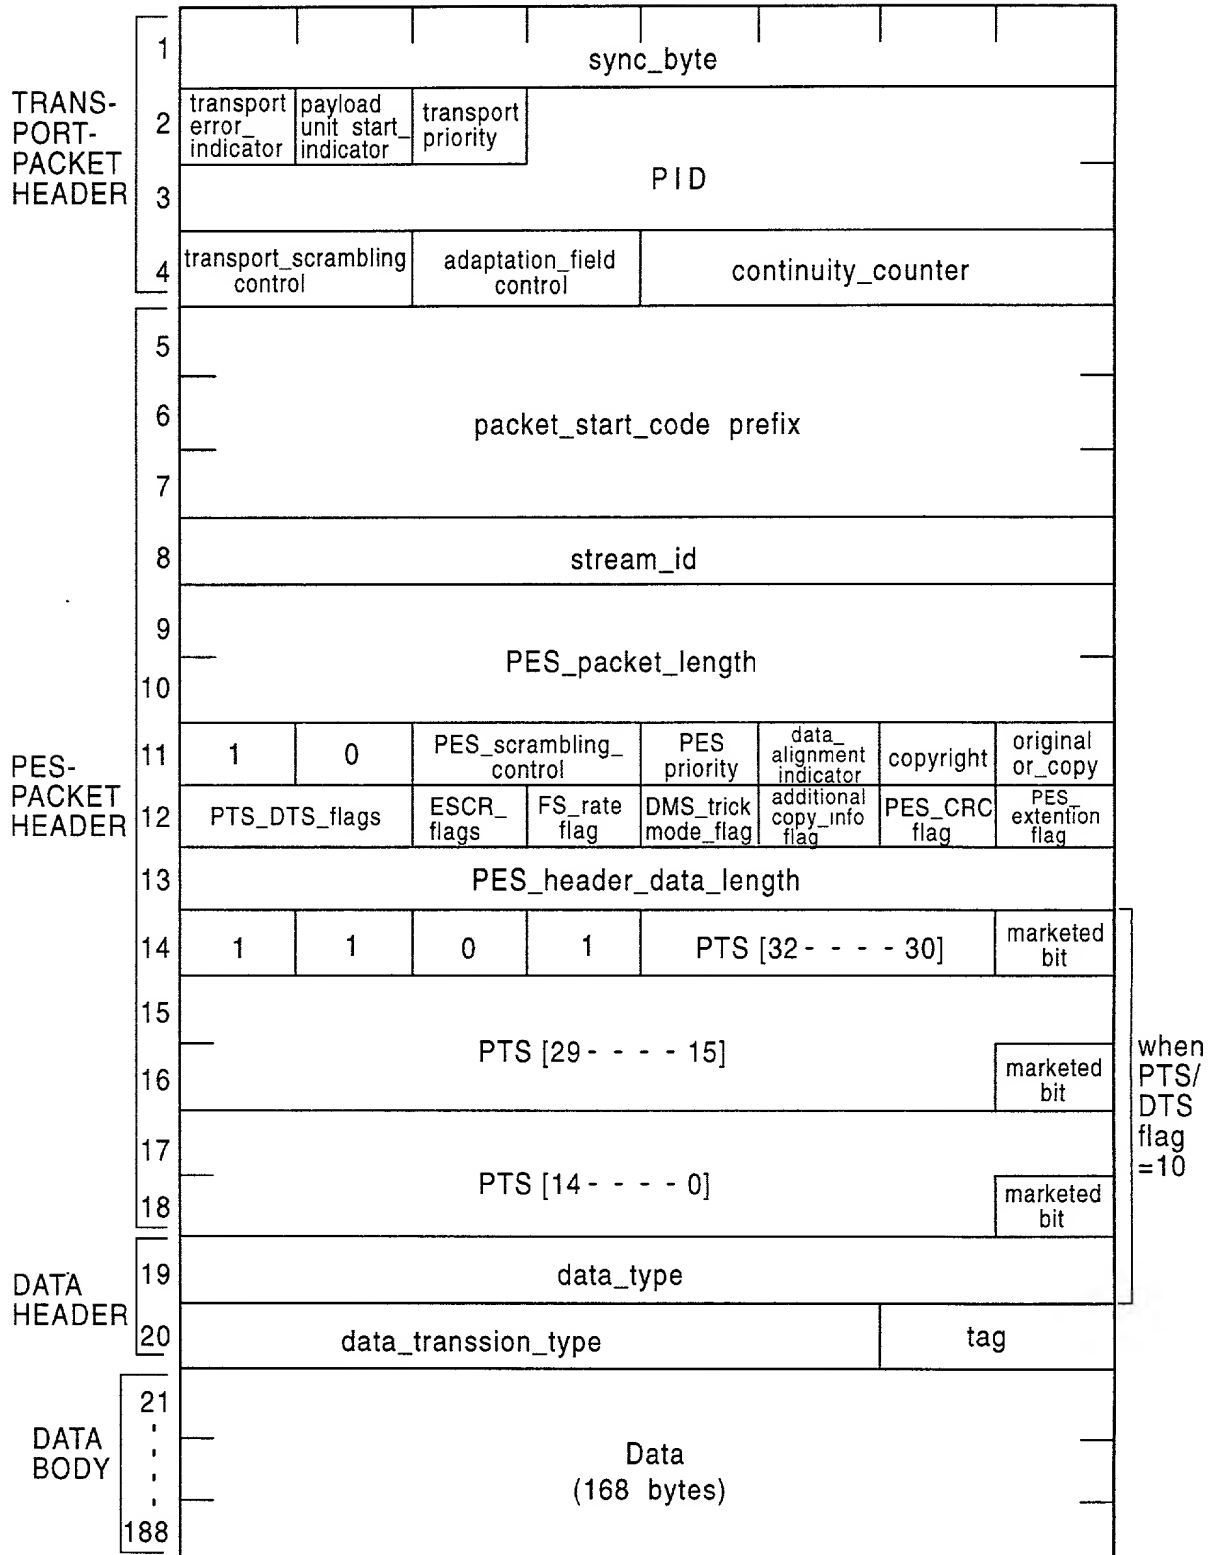 TRANS-
PORT-
PACKET
HEADER
1
sync_byte
2
transport
error_
indicator
payload
unit start_
indicator
transport
priority
3
PID
4
transport_scrambling
control
adaptation_field
control
continuity_counter
PES-
PACKET
HEADER
5
6
packet_start_code prefix
7
8
stream_id
9
PES_packet_length
10
11
1
0
PES_scrambling_
control
PES
priority
data_
alignment
indicator
copyright
original
or_copy
12
PTS_DTS_flags
ESCR_
flags
FS_rate
flag
DMS_trick
mode_flag
additional
copy_info
flag
PES_CRC
flag
PES_
extention
flag
13
PES_header_data_length
14
1
1
0
1
PTS [32 - - - - 30]
marketed
bit
15
PTS [29 - - - - 15]
16
marketed
bit
17
PTS [14 - - - - 0]
18
marketed
bit
when
PTS/
DTS
flag
=10
DATA
HEADER
19
data_type
20
data_transsion_type
tag
DATA
BODY
21
Data
(168 bytes)
188